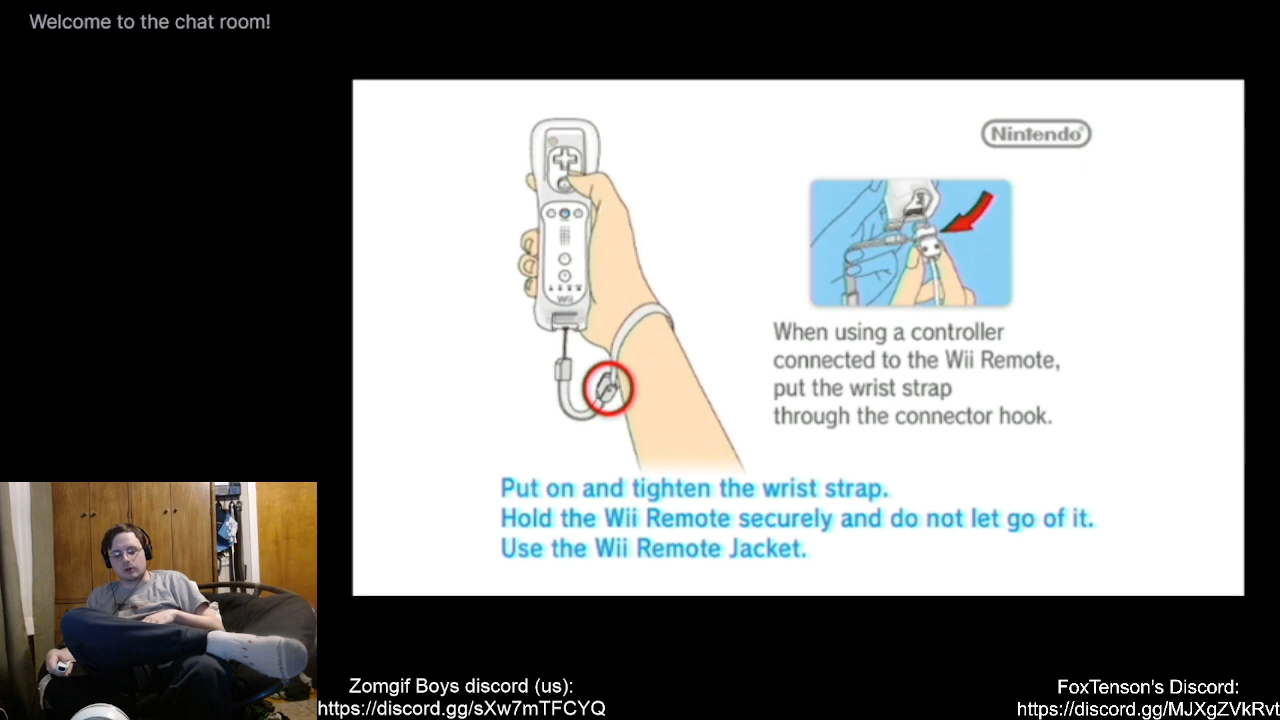 Welcome to the chat room!
Nintendo
Wii
When using a controller
connected to the Wii Remote,
put the wrist strap
through the connector hook.
Put on and tighten the wrist strap.
Hold the Wii Remote securely and do not let go of it.
Use the Wii Remote Jacket.
Zomgif Boys discord (us):
https://discord.gg/sXw7mTFCYQ
FoxTenson's Discord:
https://discord.gg/MJXgZVkRvt